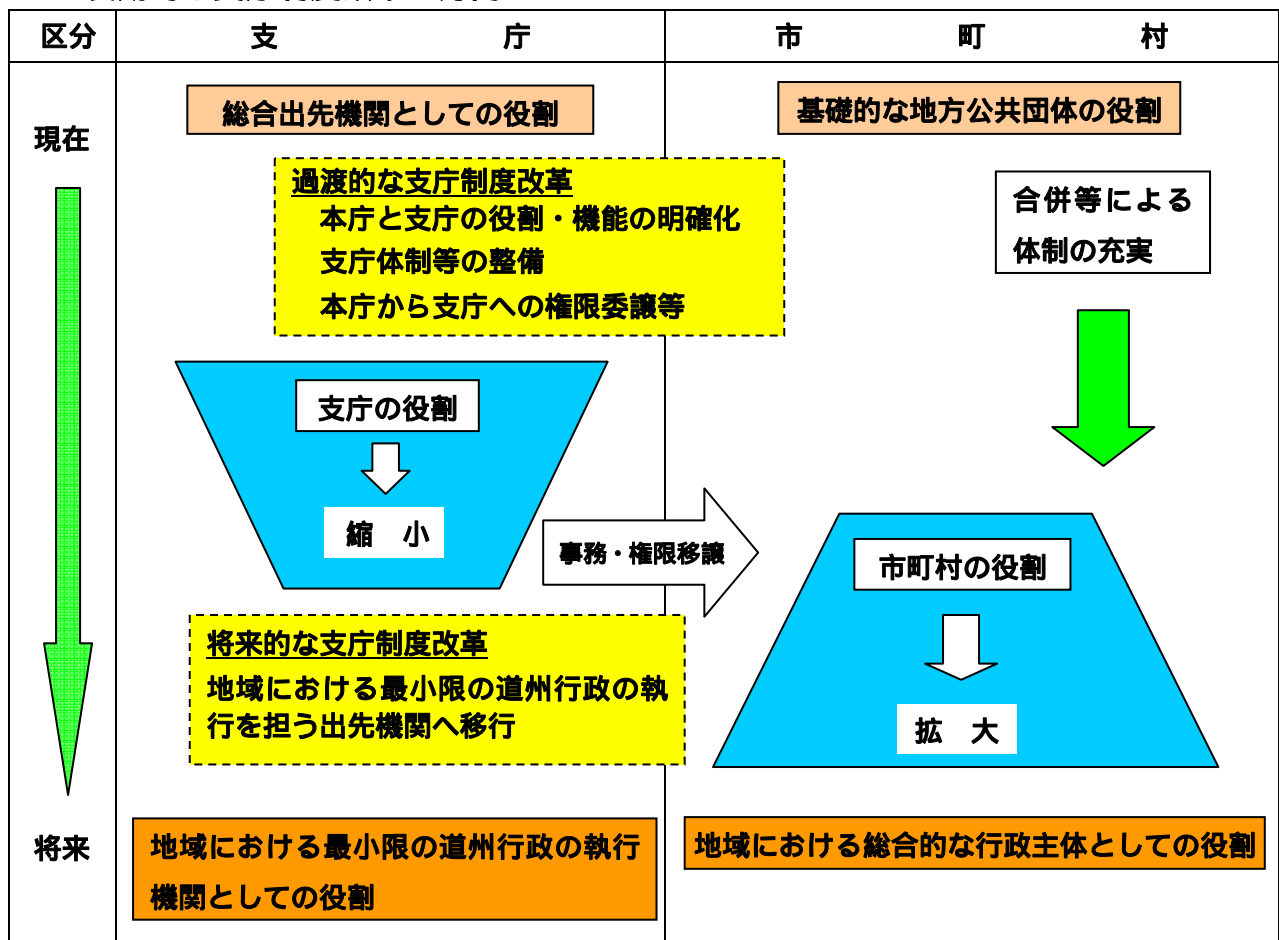 区分
支庁
市町村
現在
総合出先機関としての役割
基礎的な地方公共団体の役割
過渡的な支庁制度改革
本庁と支庁の役割・機能の明確化
支庁体制等の整備
本庁から支庁への権限委譲等
合併等による
体制の充実
支庁の役割
縮 小
事務・権限移譲
市町村の役割
拡 大
将来的な支庁制度改革
地域における最小限の道州行政の執
行を担う出先機関へ移行
将来
地域における最小限の道州行政の執行
機関としての役割
地域における総合的な行政主体としての役割